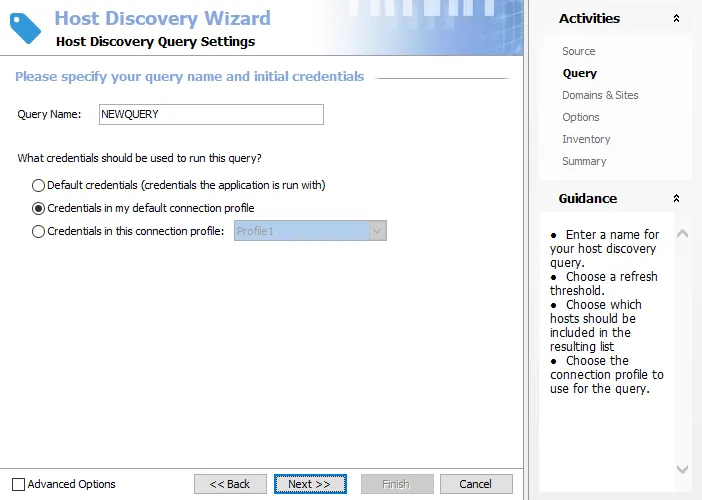 Host Discovery Wizard
Host Discovery Query Settings
Please specify your query name and initial credentials
Query Name: NEWQUERY
What credentials should be used to run this query?
Default credentials (credentials the application is run with)
Credentials in my default connection profile
Credentials in this connection profile: Profile1
Advanced Options
<< Back
Next >>
Finish
Cancel
Activities
Source
Query
Domains & Sites
Options
Inventory
Summary
Guidance
● Enter a name for
your host discovery
query.
● Choose a refresh
threshold.
● Choose which
hosts should be
included in the
resulting list
● Choose the
connection profile to
use for the query.